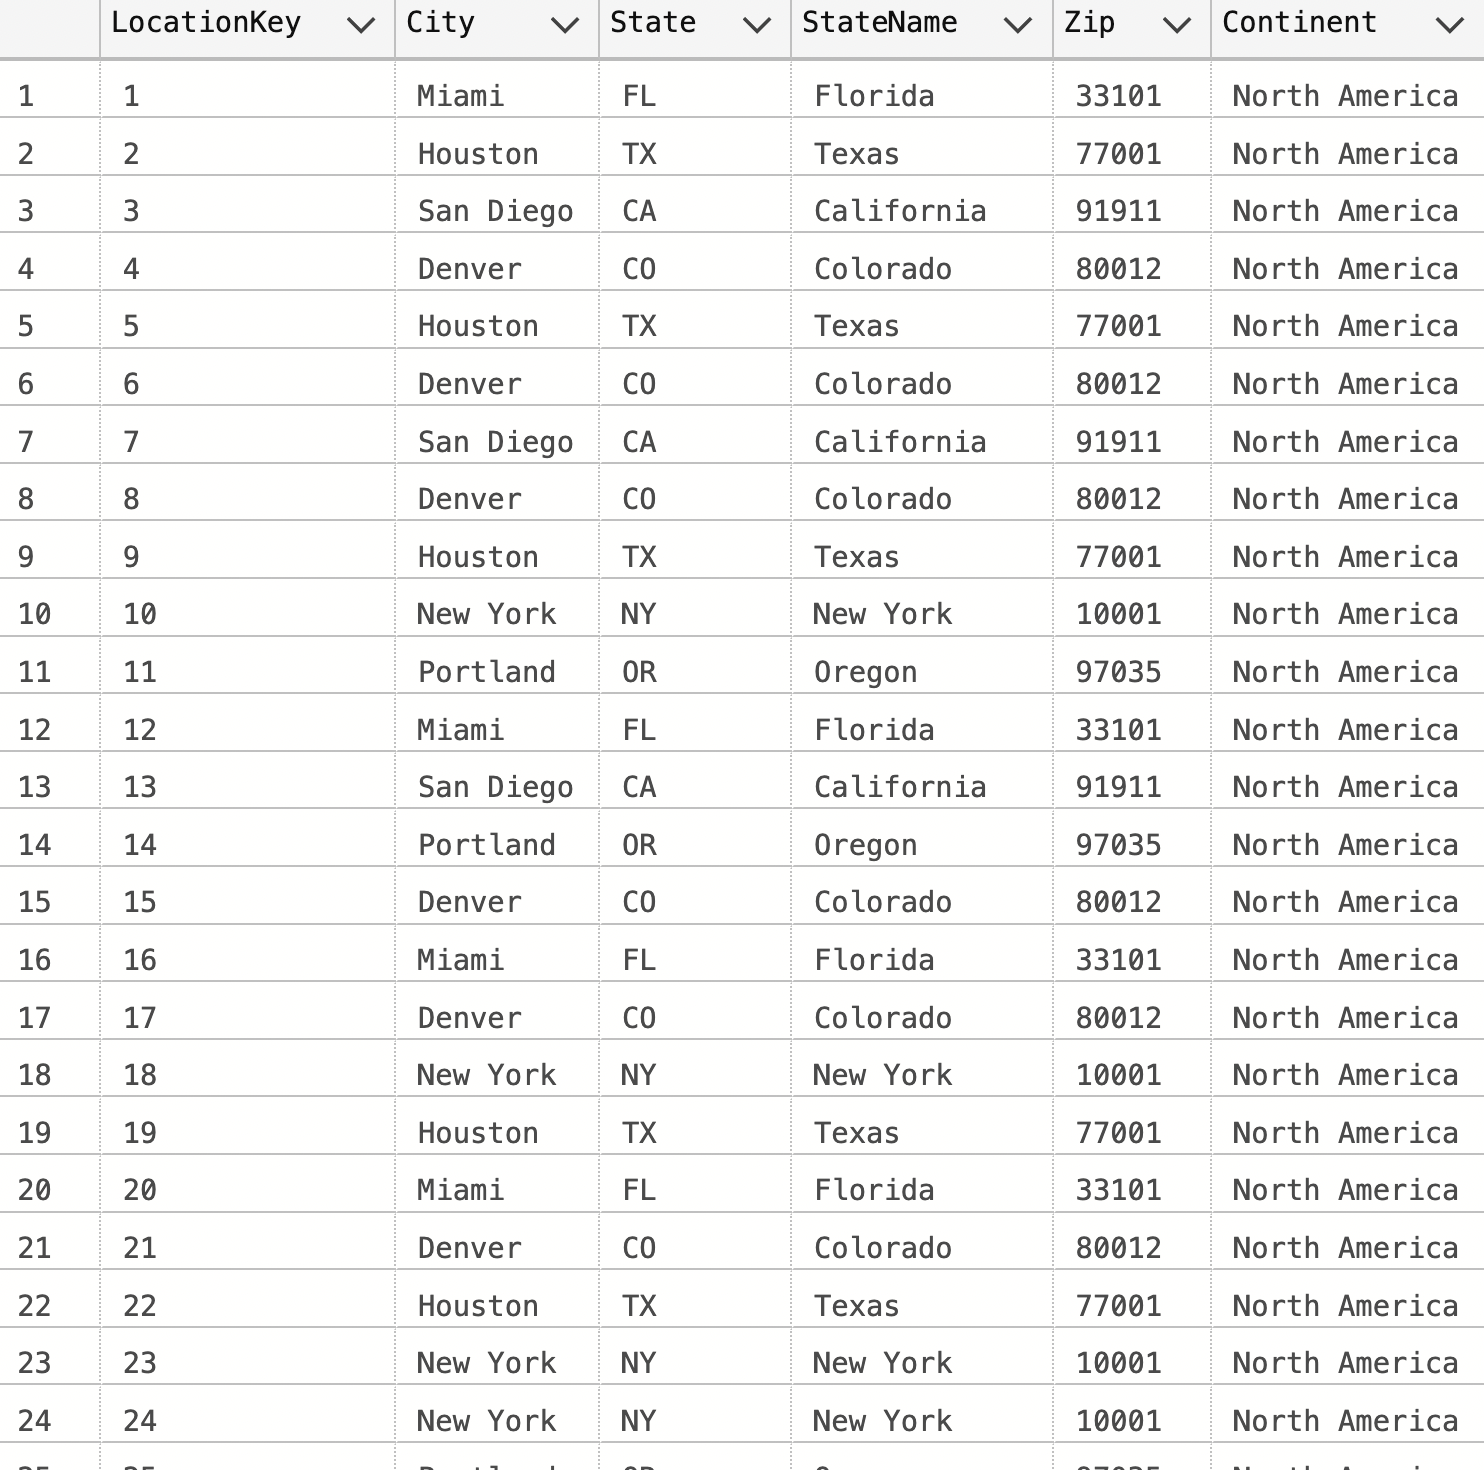 LocationKey City State StateName Zip Continent
1 1 Miami FL Florida 33101 North America
2 2 Houston TX Texas 77001 North America
3 3 San Diego CA California 91911 North America
4 4 Denver CO Colorado 80012 North America
5 5 Houston TX Texas 77001 North America
6 6 Denver CO Colorado 80012 North America
7 7 San Diego CA California 91911 North America
8 8 Denver CO Colorado 80012 North America
9 9 Houston TX Texas 77001 North America
10 10 New York NY New York 10001 North America
11 11 Portland OR Oregon 97035 North America
12 12 Miami FL Florida 33101 North America
13 13 San Diego CA California 91911 North America
14 14 Portland OR Oregon 97035 North America
15 15 Denver CO Colorado 80012 North America
16 16 Miami FL Florida 33101 North America
17 17 Denver CO Colorado 80012 North America
18 18 New York NY New York 10001 North America
19 19 Houston TX Texas 77001 North America
20 20 Miami FL Florida 33101 North America
21 21 Denver CO Colorado 80012 North America
22 22 Houston TX Texas 77001 North America
23 23 New York NY New York 10001 North America
24 24 New York NY New York 10001 North America